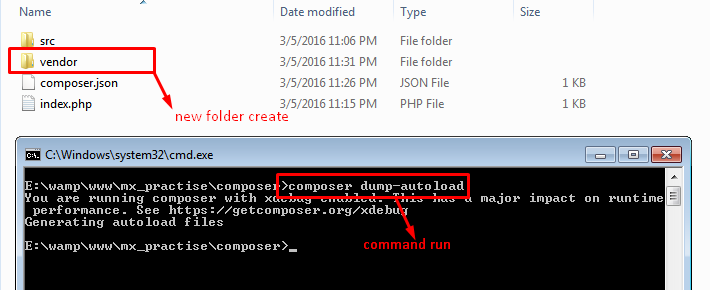 Name Date modified Type Size
src 3/5/2016 11:06 PM File folder
vendor 3/5/2016 11:31 PM File folder
composer.json 3/5/2016 11:26 PM JSON File 1 KB
index.php 3/5/2016 11:15 PM PHP File 1 KB
new folder create
C:\Windows\system32\cmd.exe
E:\wamp\www\mx_practise\composer>composer dump-autoload
You are running composer with xdebug enabled. This has a major impact on runtime
performance. See https://getcomposer.org/xdebug
Generating autoload files
E:\wamp\www\mx_practise\composer>_
command run